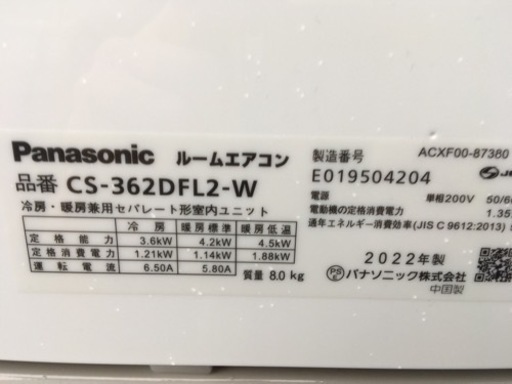 Panasonic ルームエアコン
品番 CS-362DFL2-W
冷房・暖房兼用セパレート形室内ユニット
冷房 暖房標準 暖房低温
定格能力 3.6kW 4.2kW 4.5kW
定格消費電力 1.21kW 1.14kW 1.88kW
運転電流 6.50A 5.80A
質量 8.0kg
ACXF00-87380
製造番号
E019504204
電源 単相200V 50/60
電動機の定格消費電力 1.35
通年エネルギー消費効率(JIS C 9612:2013)
2022年製
PS E パナソニック株式会社
中国製